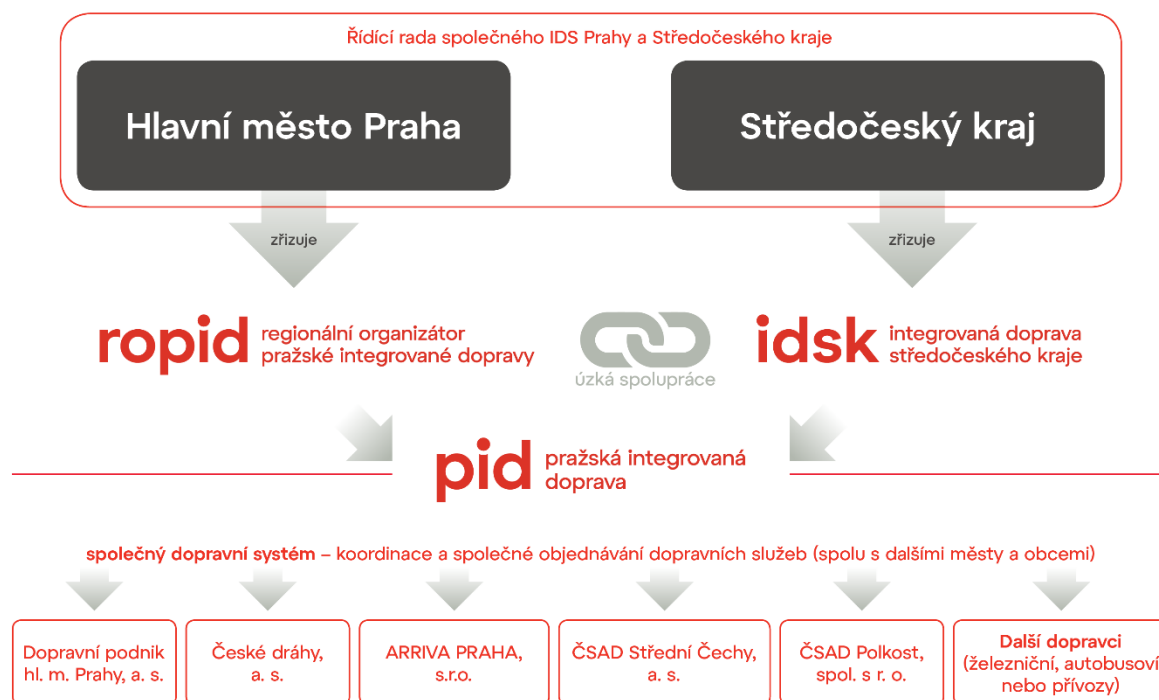 Řídící rada společného IDS Prahy a Středočeského kraje
Hlavní město Praha
Středočeský kraj
zřizuje
zřizuje
ropid
regionální organizátor
pražské integrované dopravy
úzká spolupráce
idsk
integrovaná doprava
středočeského kraje
pid
pražská integrovaná
doprava
společný dopravní systém – koordinace a společné objednávání dopravních služeb (spolu s dalšími městy a obcemi)
Dopravní podnik
hl. m. Prahy, a. s.
České dráhy,
a. s.
ARRIVA PRAHA,
s.r.o.
ČSAD Střední Čechy,
a. s.
ČSAD Polkost,
spol. s r. o.
Další dopravci
(železniční, autobusoví
nebo přívozy)